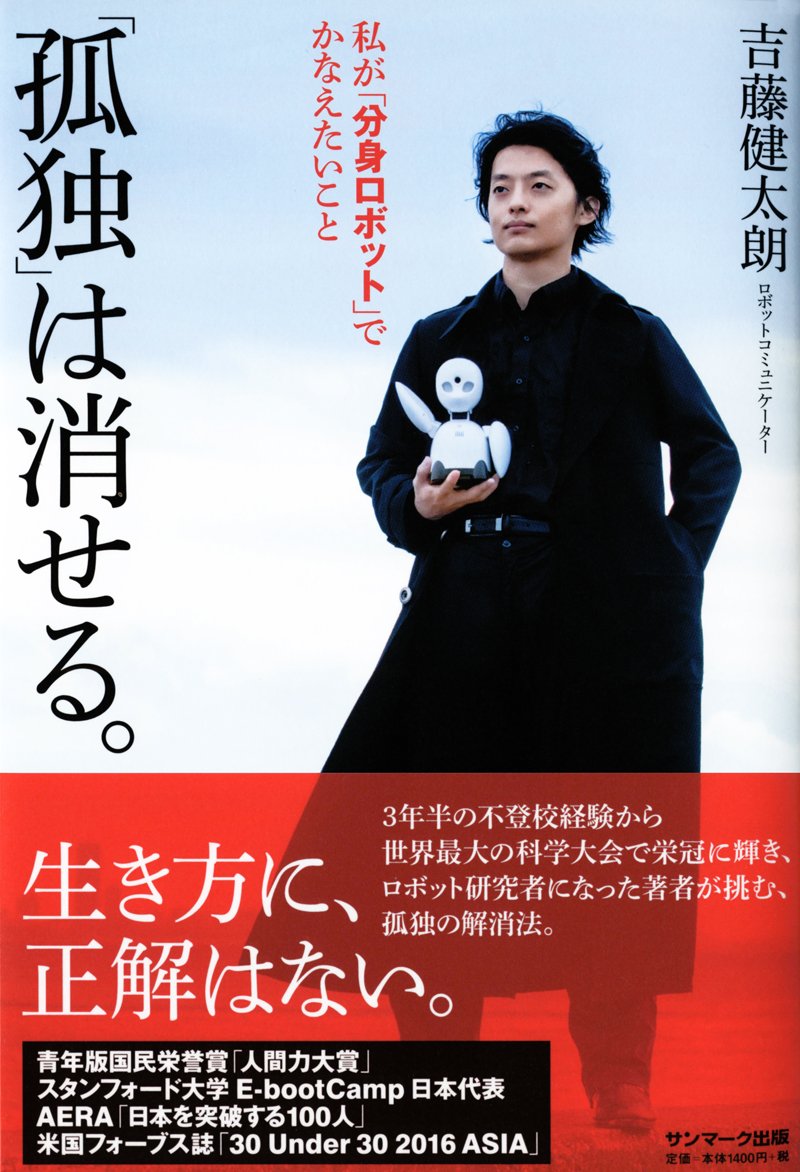 「孤独」は消せる。
私が「分身ロボット」で
かなえたいこと
吉藤健太朗
ロボットコミュニケーター
生き方に、
正解はない。
3年半の不登校経験から
世界最大の科学大会で栄冠に輝き、
ロボット研究者になった著者が挑む、
孤独の解消法。
青年版国民栄誉賞「人間力大賞」
スタンフォード大学 E-bootCamp 日本代表
AERA「日本を突破する100人」
米国フォーブス誌「30 Under 30 2016 ASIA」
サンマーク出版
定価=本体1400円+税